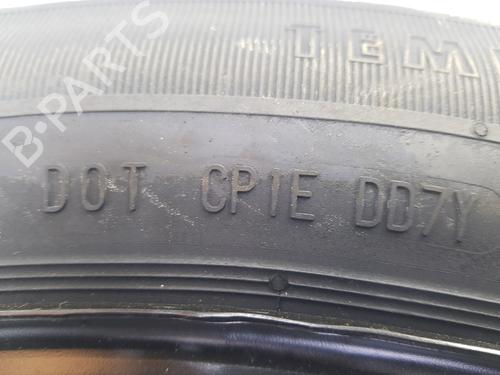 TEM
B-PARTS
DOT CP1E DD7Y